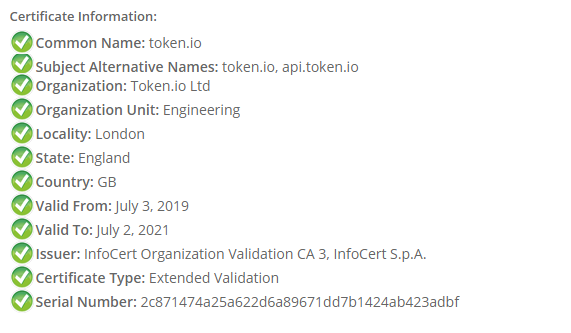 Certificate Information:
Common Name: token.io
Subject Alternative Names: token.io, api.token.io
Organization: Token.io Ltd
Organization Unit: Engineering
Locality: London
State: England
Country: GB
Valid From: July 3, 2019
Valid To: July 2, 2021
Issuer: InfoCert Organization Validation CA 3, InfoCert S.p.A.
Certificate Type: Extended Validation
Serial Number: 2c871474a25a622d6a89671dd7b1424ab423adbf